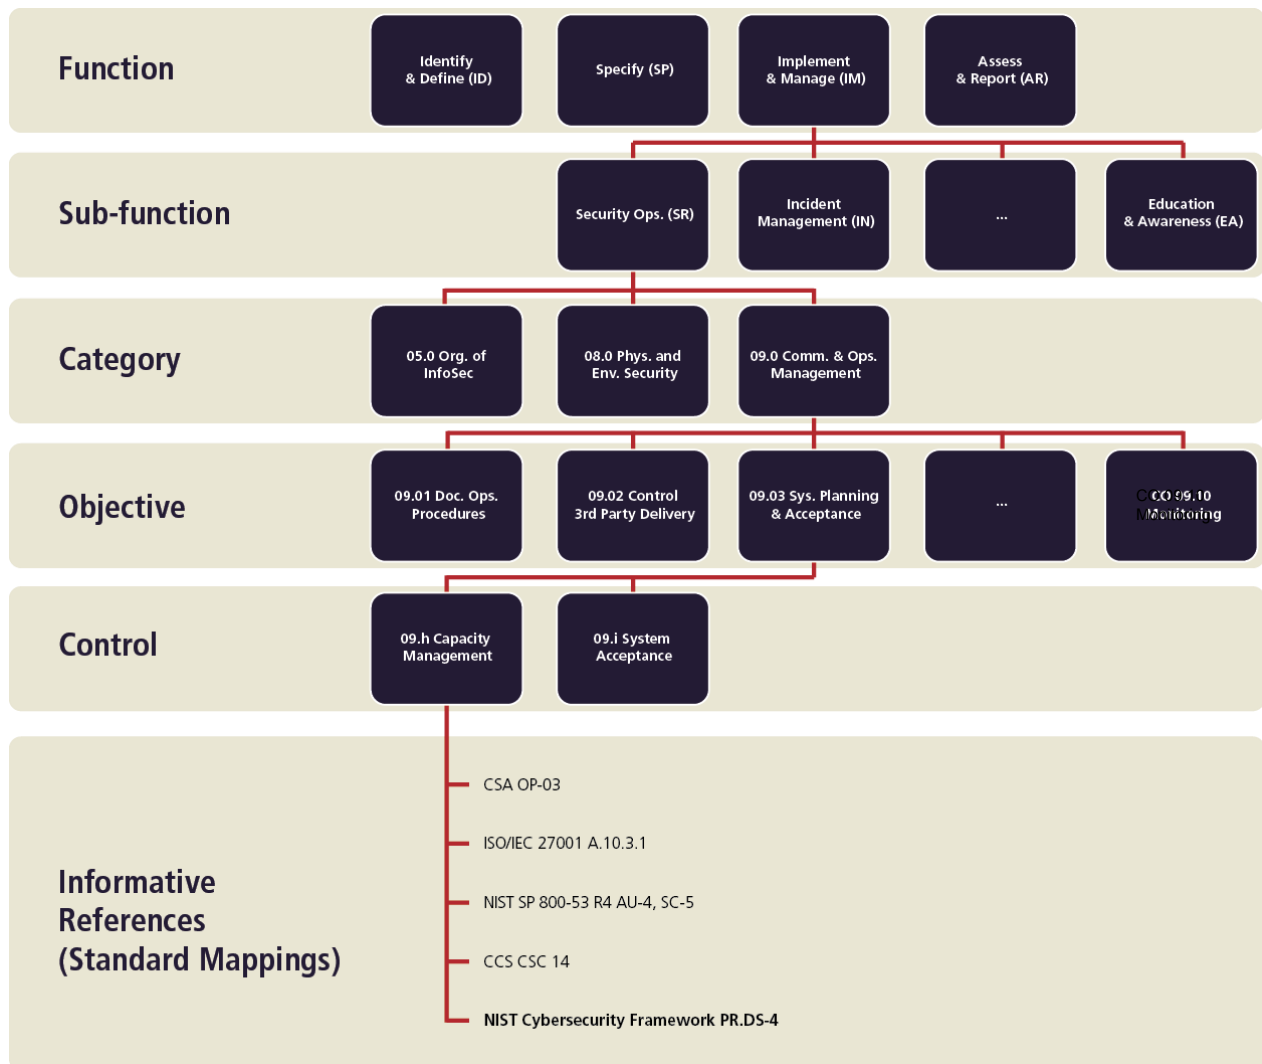 Function
Identify
& Define (ID)
Specify (SP)
Implement
& Manage (IM)
Assess
& Report (AR)
Sub-function
Security Ops. (SR)
Incident
Management (IN)
...
Education
& Awareness (EA)
Category
05.0 Org. of
InfoSec
08.0 Phys. and
Env. Security
09.0 Comm. & Ops.
Management
Objective
09.01 Doc. Ops.
Procedures
09.02 Control
3rd Party Delivery
09.03 Sys. Planning
& Acceptance
...
09.10
Monitoring
Control
09.h Capacity
Management
09.i System
Acceptance
Informative
References
(Standard Mappings)
CSA OP-03
ISO/IEC 27001 A.10.3.1
NIST SP 800-53 R4 AU-4, SC-5
CCS CSC 14
NIST Cybersecurity Framework PR.DS-4